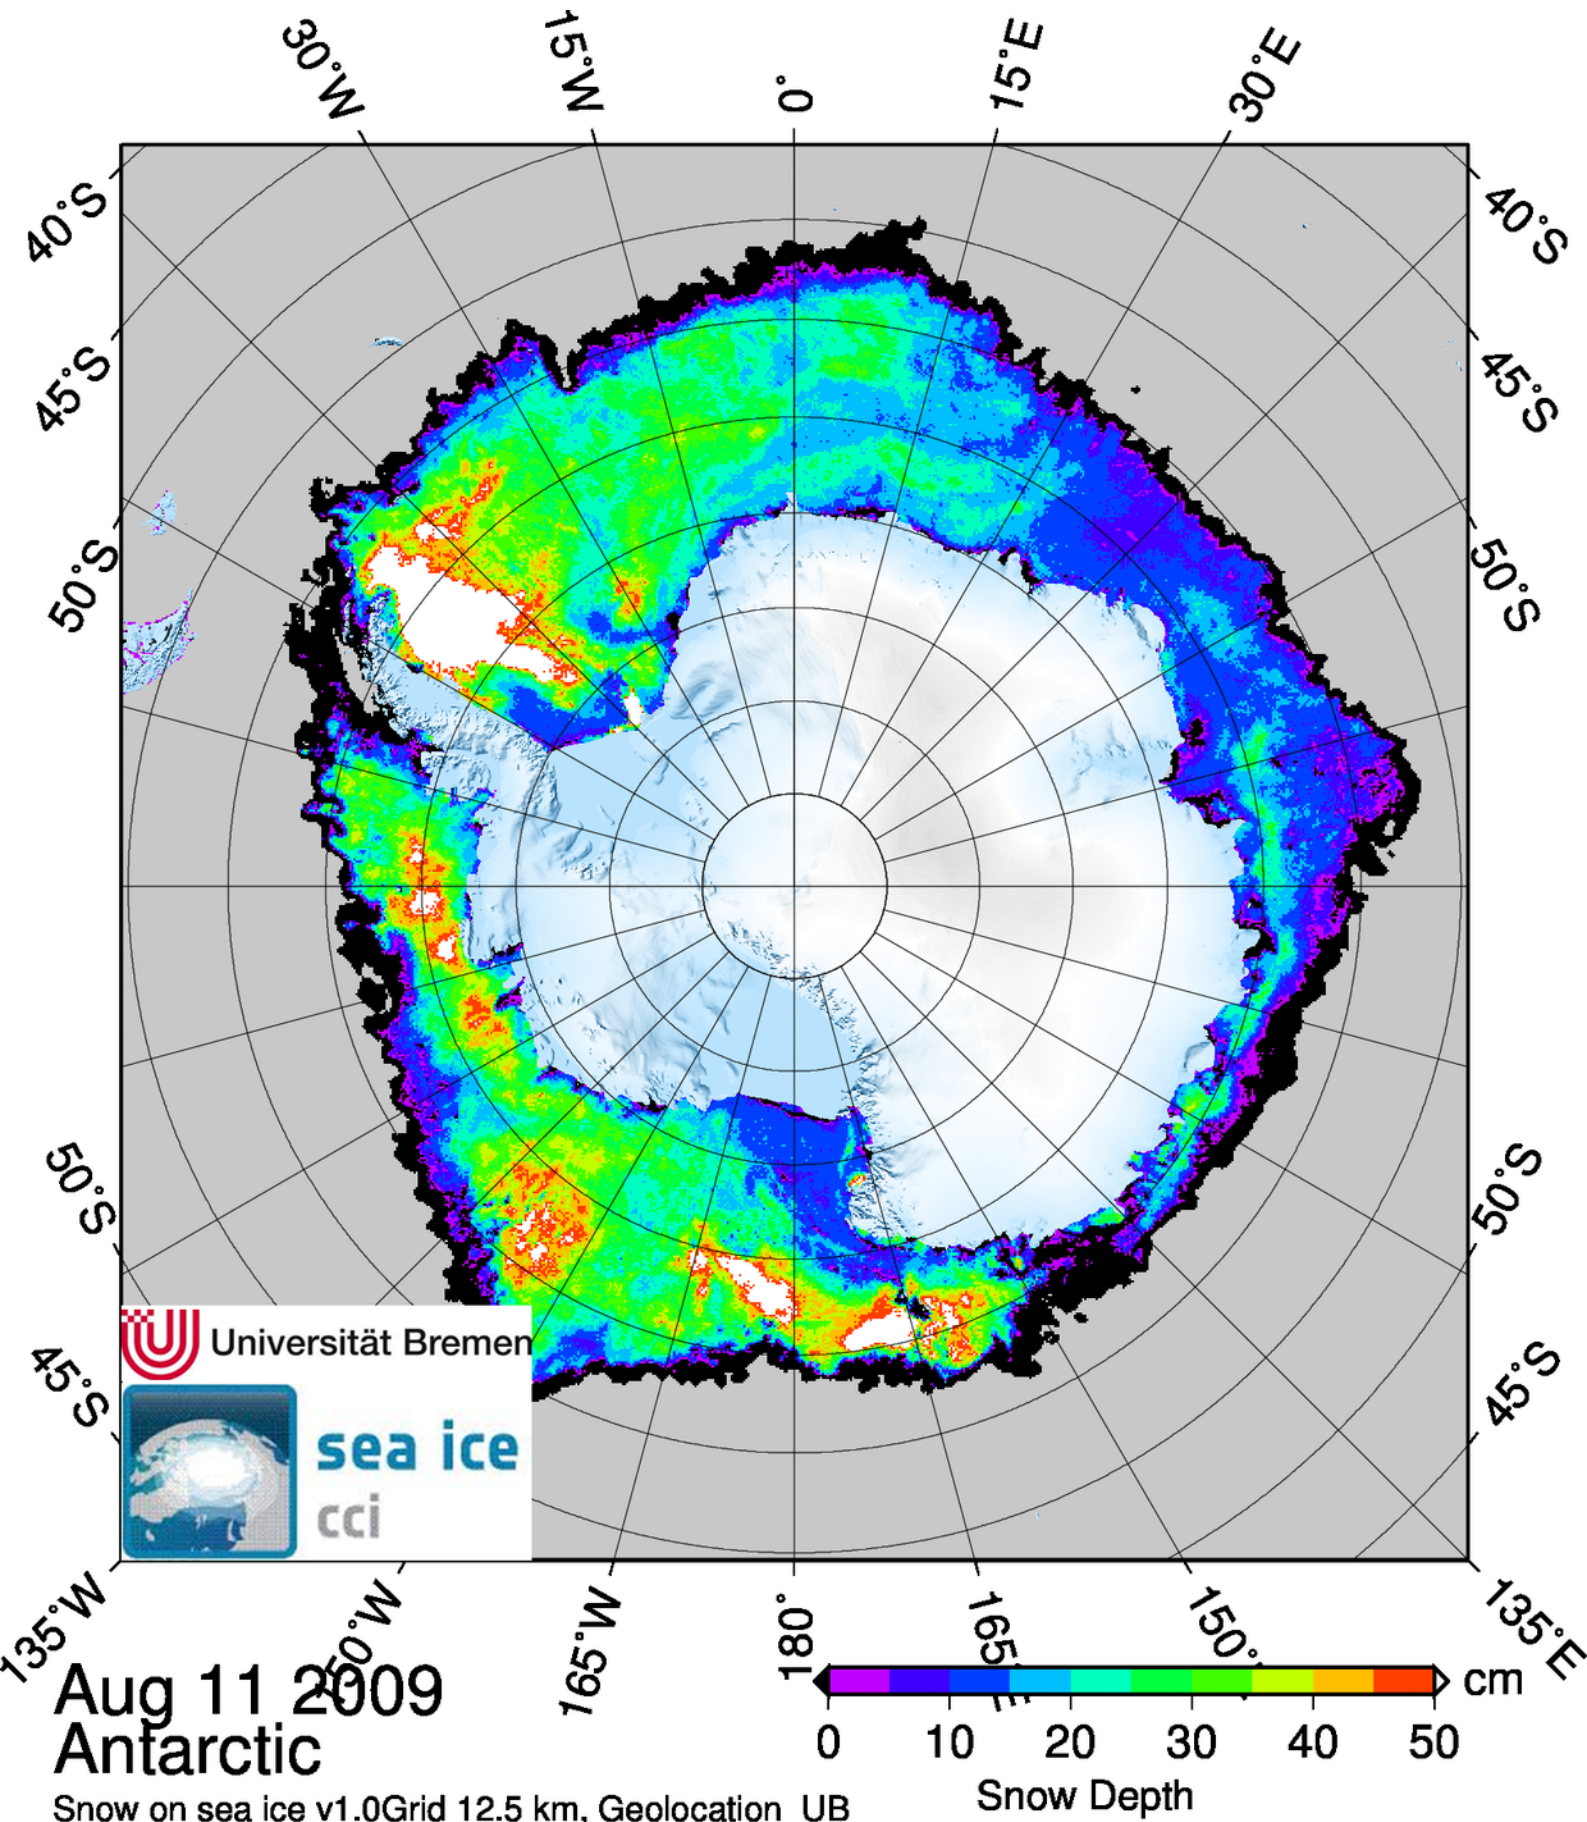 30°W 15°W 0° 15°E 30°E
40°S 40°S
45°S 45°S
50°S 50°S
50°S 50°S
45°S 45°S
Universität Bremen
sea ice
cci
135°W 165°W 180° 135°E
Aug 11 2009
Antarctic
Snow on sea ice v1.0Grid 12.5 km, Geolocation UB
cm
0 10 20 30 40 50
Snow Depth